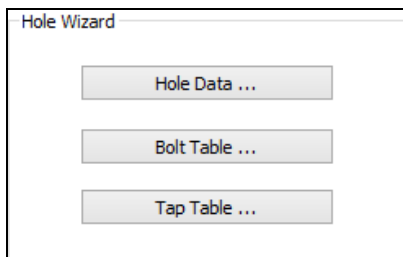 Hole Wizard
Hole Data ...
Bolt Table ...
Tap Table ...